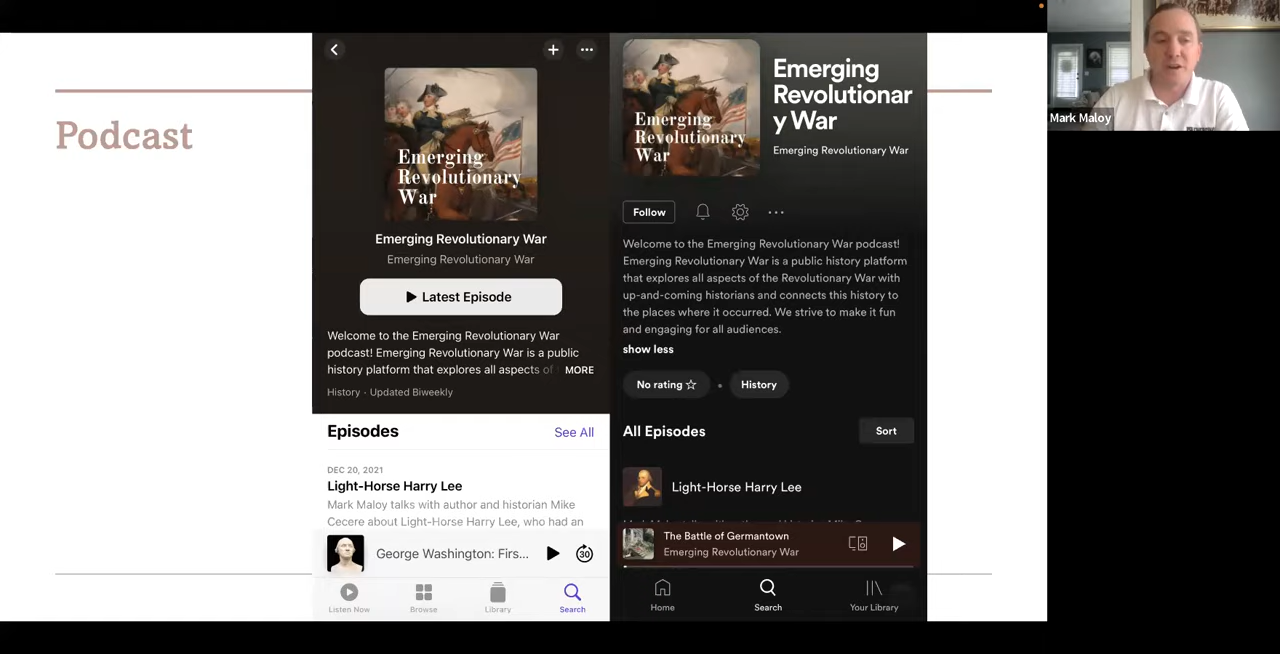 Podcast
Emerging
Revolutionary
War
Emerging Revolutionary War
Emerging Revolutionary War
Latest Episode
Welcome to the Emerging Revolutionary War
podcast! Emerging Revolutionary War is a public
history platform that explores all aspects of
MORE
History · Updated Biweekly
Episodes
See All
DEC 20, 2021
Light-Horse Harry Lee
Mark Maloy talks with author and historian Mike
Cecere about Light-Horse Harry Lee, who had an
George Washington: Firs...
30
Listen Now
Browse
Library
Search
Emerging
Revolutionary
War
Emerging
Revolutionar
y War
Emerging Revolutionary War
Follow
Welcome to the Emerging Revolutionary War podcast!
Emerging Revolutionary War is a public history platform
that explores all aspects of the Revolutionary War with
up-and-coming historians and connects this history to
the places where it occurred. We strive to make it fun
and engaging for all audiences.
show less
No rating
History
All Episodes
Sort
Light-Horse Harry Lee
The Battle of Germantown
Emerging Revolutionary War
Home
Search
Your Library
Mark Maloy